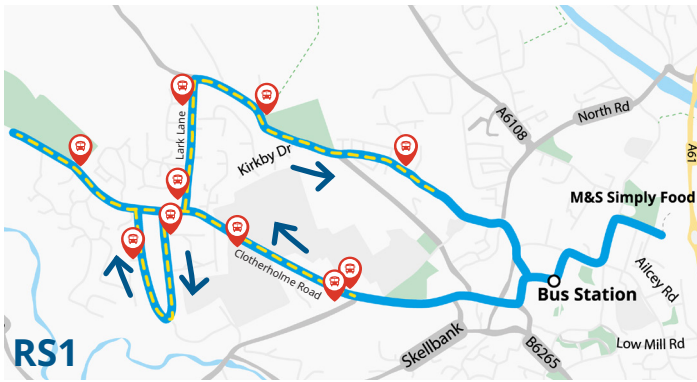 A6108
North Rd
A61
Lark Lane
Kirkby Dr
M&S Simply Food
Clotherholme Road
Ailcey Rd
Bus Station
RS1
Skellbank
B6265
Low Mill Rd